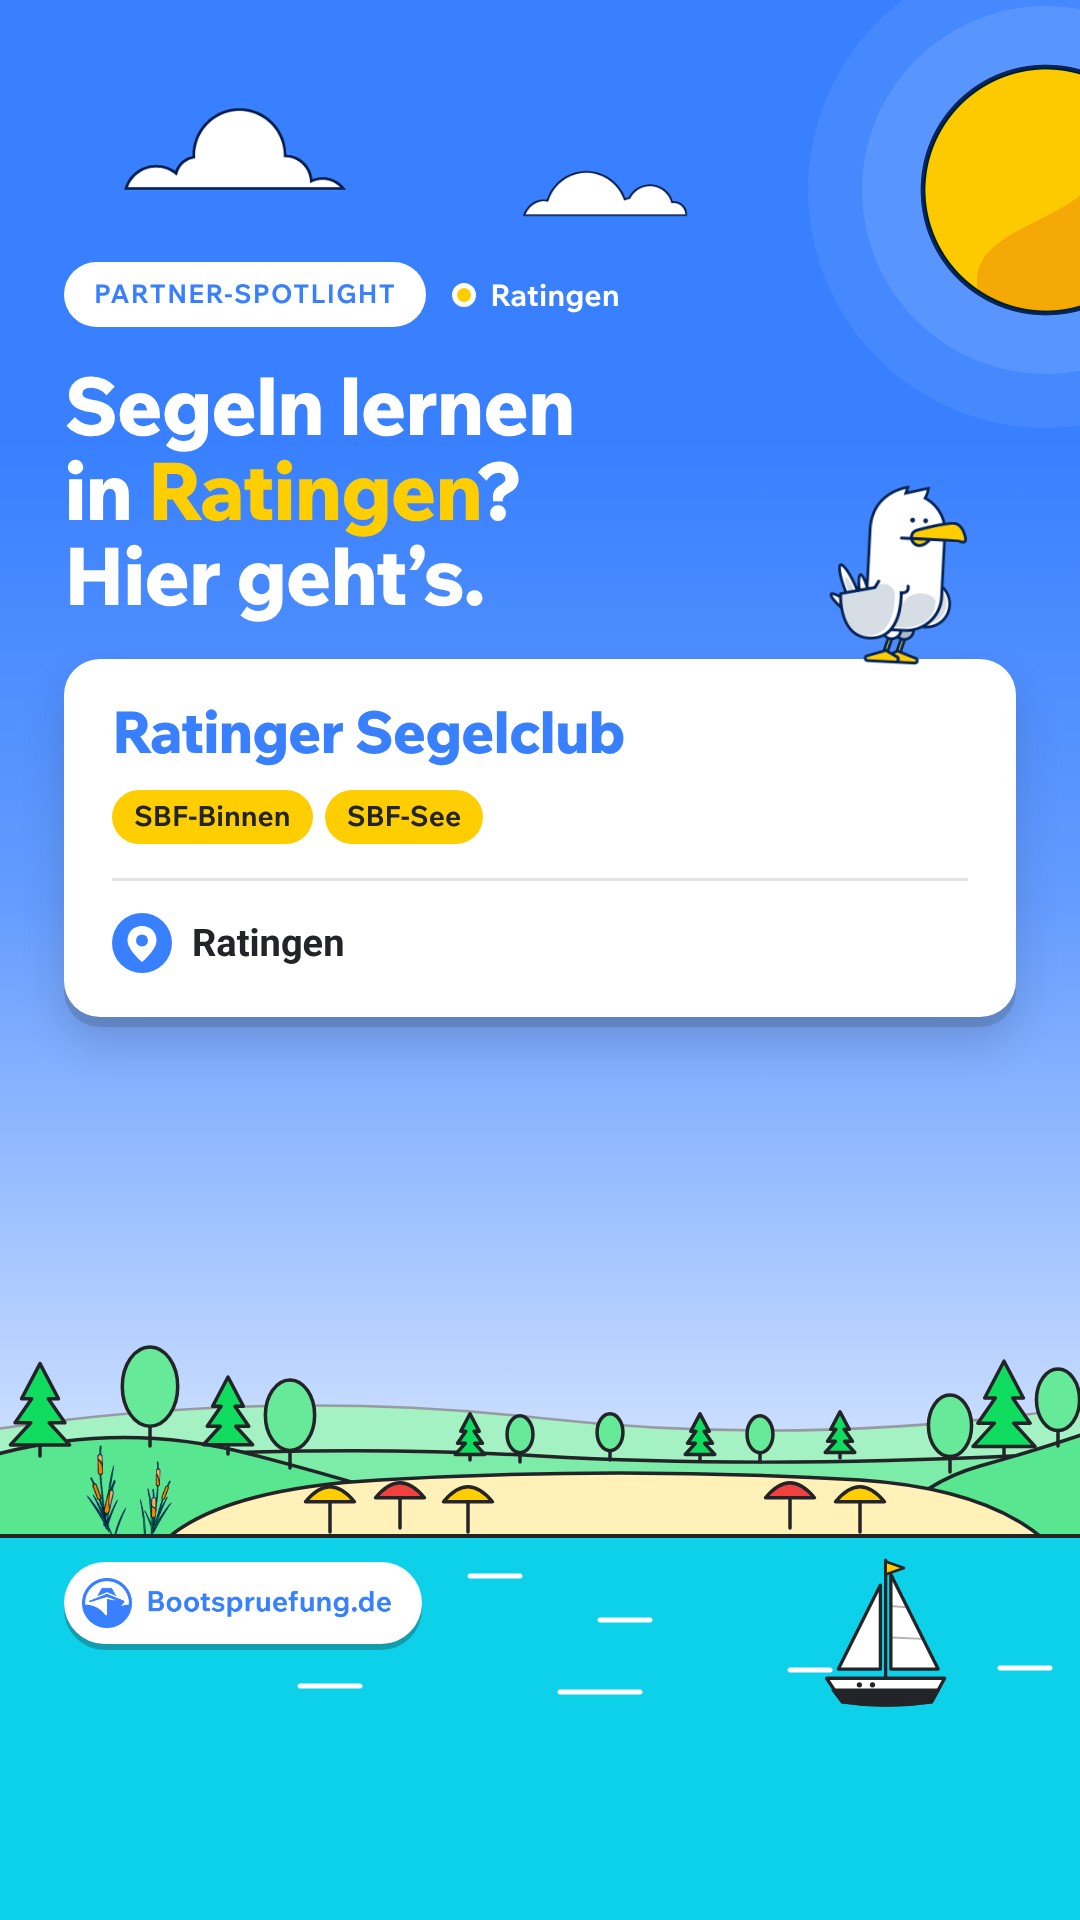 PARTNER-SPOTLIGHT
Ratingen
Segeln lernen
in Ratingen?
Hier geht’s.
Ratinger Segelclub
SBF-Binnen
SBF-See
Ratingen
Bootspruefung.de